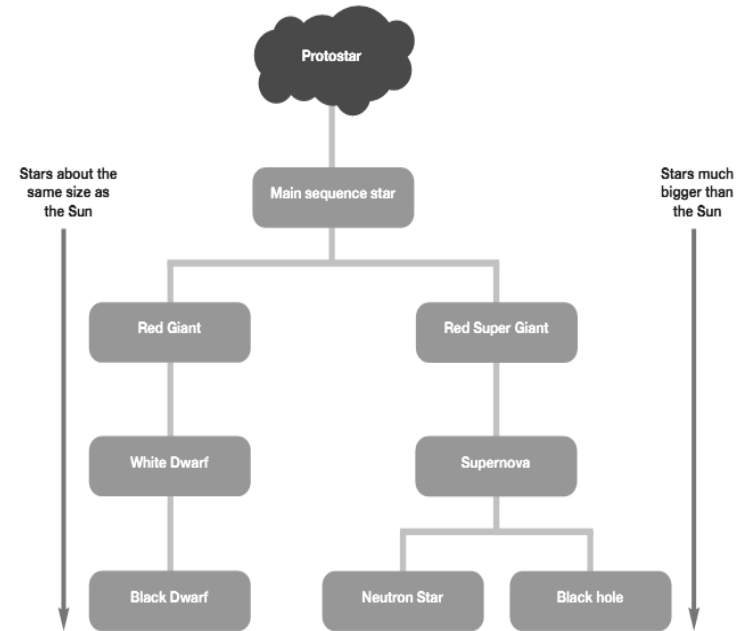 Protostar
Stars about the
same size as
the Sun
Stars much
bigger than
the Sun
Main sequence star
Red Giant
Red Super Giant
White Dwarf
Supernova
Black Dwarf
Neutron Star
Black hole